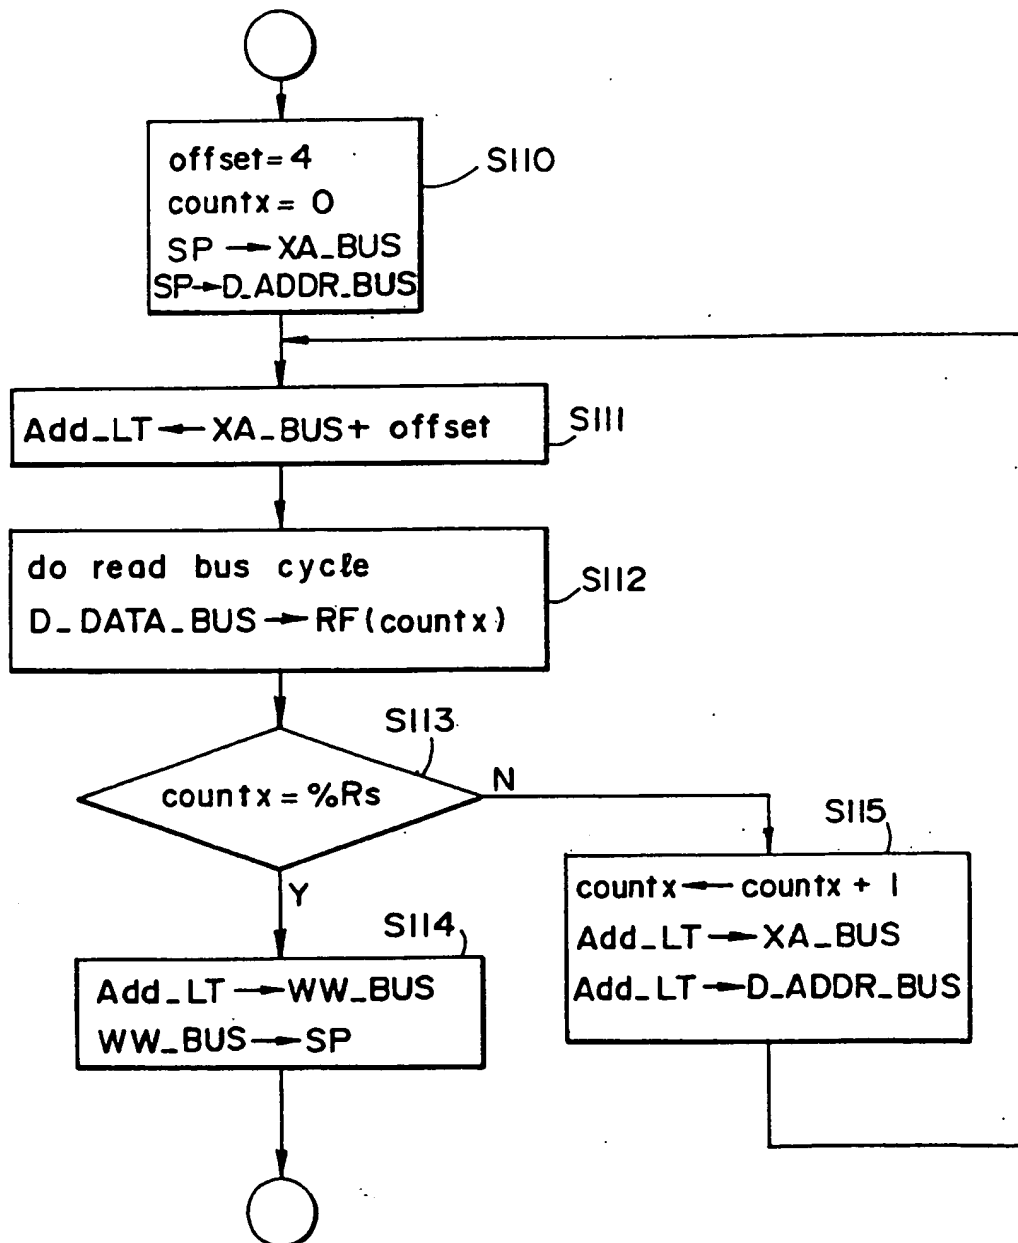 offset=4
countx = 0
SP → XA_BUS
SP→D_ADDR_BUS
S110
Add_LT ← XA_BUS+ offset
S111
do read bus cycle
D_DATA_BUS → RF(countx)
S112
S113
countx = %Rs
N
Y
S115
countx ← countx + 1
Add_LT → XA_BUS
Add_LT → D_ADDR_BUS
S114
Add_LT → WW_BUS
WW_BUS → SP